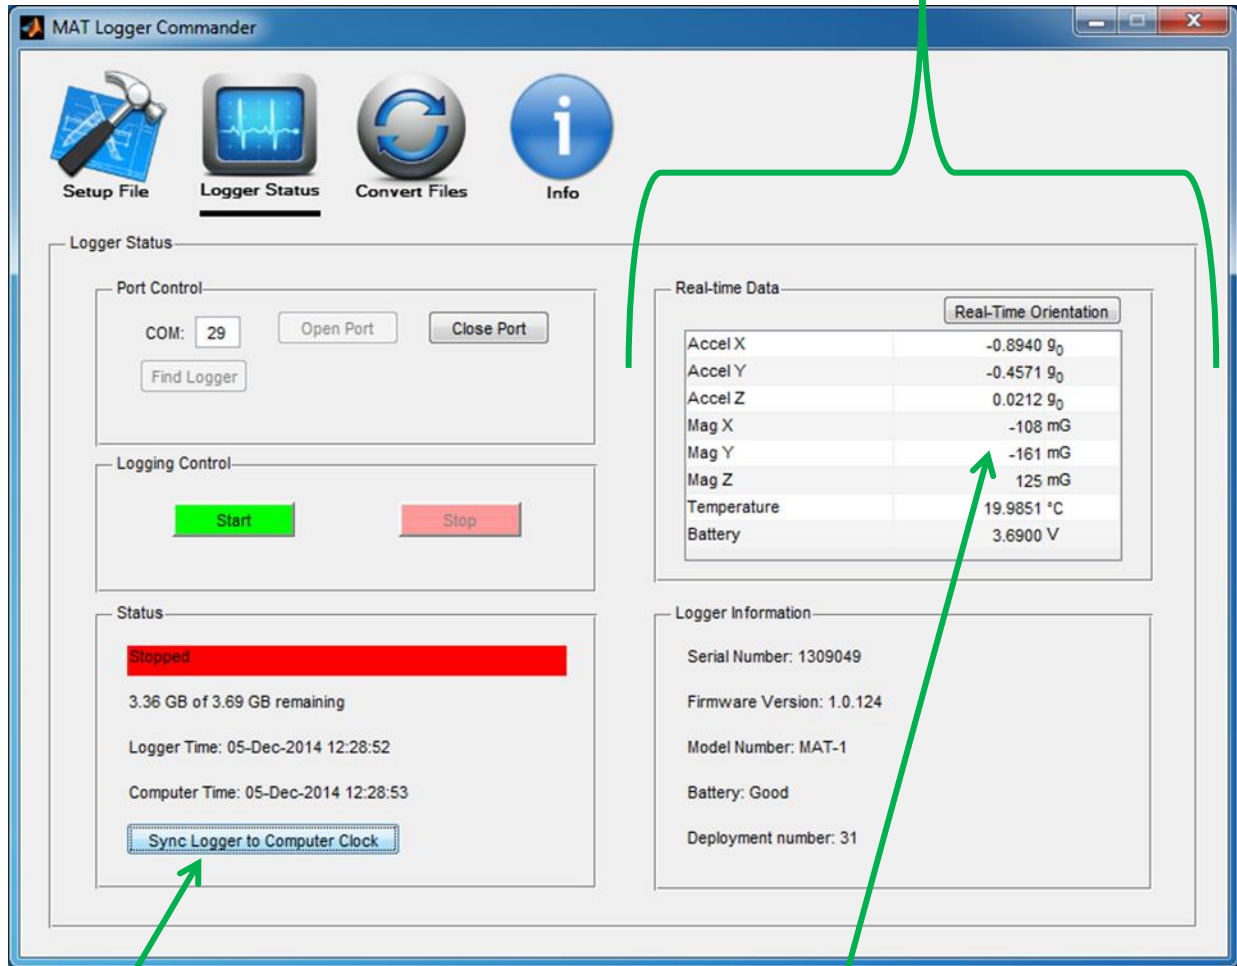 MAT Logger Commander
Setup File
Logger Status
Convert Files
Info
Logger Status
Port Control
COM: 29 Open Port Close Port
Find Logger
Logging Control
Start Stop
Status
Stopped
3.36 GB of 3.69 GB remaining
Logger Time: 05-Dec-2014 12:28:52
Computer Time: 05-Dec-2014 12:28:53
Sync Logger to Computer Clock
Real-time Data
Real-Time Orientation
Accel X -0.8940 g₀
Accel Y -0.4571 g₀
Accel Z 0.0212 g₀
Mag X -108 mG
Mag Y -161 mG
Mag Z 125 mG
Temperature 19.9851 °C
Battery 3.6900 V
Logger Information
Serial Number: 1309049
Firmware Version: 1.0.124
Model Number: MAT-1
Battery: Good
Deployment number: 31